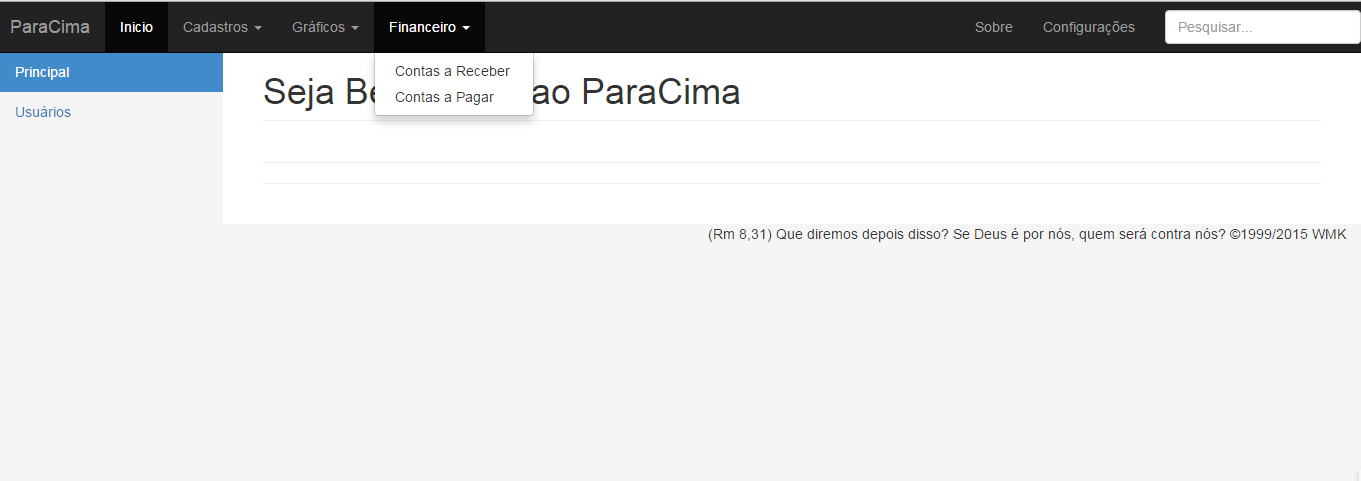 ParaCima Inicio Cadastros Gráficos Financeiro Sobre Configurações Pesquisar...
Principal
Usuários
Contas a Receber
Contas a Pagar
Seja Be ao ParaCima
(Rm 8,31) Que diremos depois disso? Se Deus é por nós, quem será contra nós? ©1999/2015 WMK